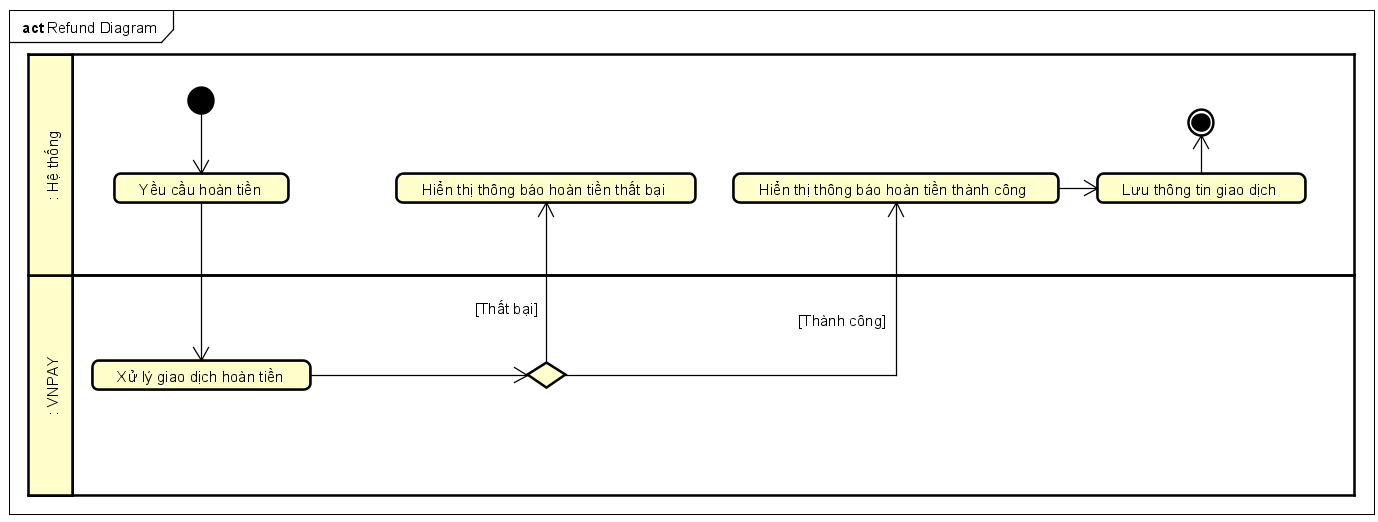 act Refund Diagram
: Hệ thống
Yều cầu hoàn tiền
Hiển thị thông báo hoàn tiền thất bại
Hiển thị thông báo hoàn tiền thành công
Lưu thông tin giao dịch
[Thất bại]
[Thành công]
: VNPAY
Xử lý giao dịch hoàn tiền